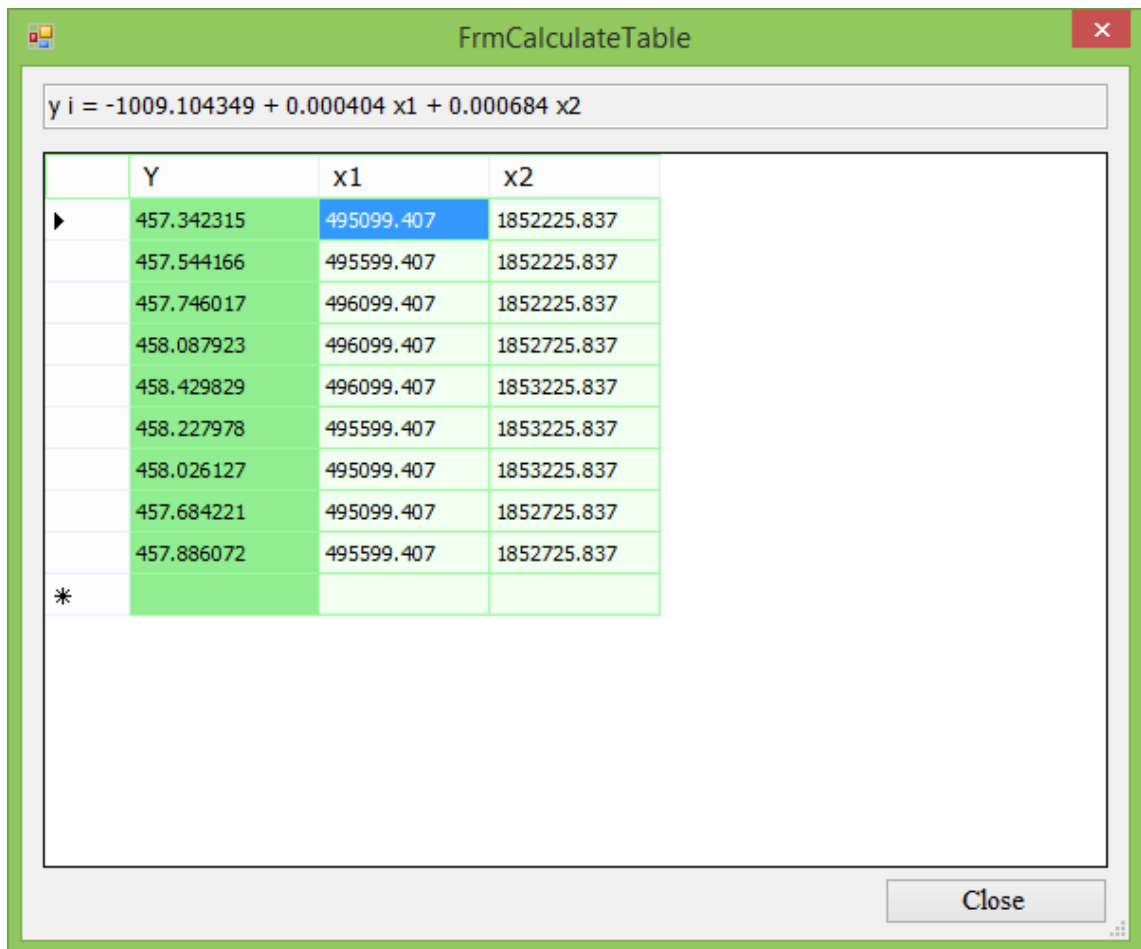 FrmCalculateTable
y i = -1009.104349 + 0.000404 x1 + 0.000684 x2
Y x1 x2
457.342315 495099.407 1852225.837
457.544166 495599.407 1852225.837
457.746017 496099.407 1852225.837
458.087923 496099.407 1852725.837
458.429829 496099.407 1853225.837
458.227978 495599.407 1853225.837
458.026127 495099.407 1853225.837
457.684221 495099.407 1852725.837
457.886072 495599.407 1852725.837
Close